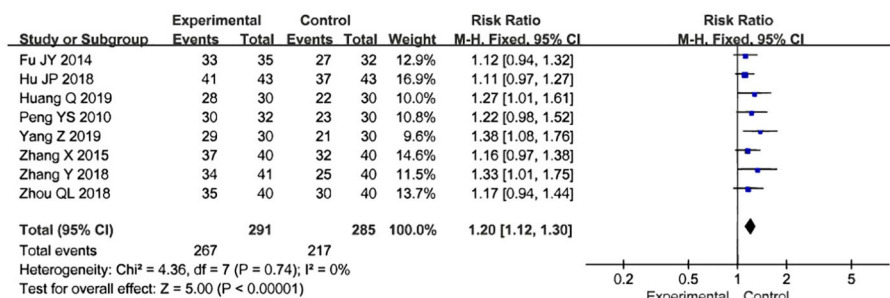 Experimental Control Risk Ratio Risk Ratio
Study or Subgroup Events Total Events Total Weight M-H. Fixed. 95% CI M-H. Fixed. 95% CI
Fu JY 2014 33 35 27 32 12.9% 1.12 [0.94, 1.32]
Hu JP 2018 41 43 37 43 16.9% 1.11 [0.97, 1.27]
Huang Q 2019 28 30 22 30 10.0% 1.27 [1.01, 1.61]
Peng YS 2010 30 32 23 30 10.8% 1.22 [0.98, 1.52]
Yang Z 2019 29 30 21 30 9.6% 1.38 [1.08, 1.76]
Zhang X 2015 37 40 32 40 14.6% 1.16 [0.97, 1.38]
Zhang Y 2018 34 41 25 40 11.5% 1.33 [1.01, 1.75]
Zhou QL 2018 35 40 30 40 13.7% 1.17 [0.94, 1.44]
Total (95% CI) 291 285 100.0% 1.20 [1.12, 1.30]
Total events 267 217
Heterogeneity: Chi² = 4.36, df = 7 (P = 0.74); I² = 0%
Test for overall effect: Z = 5.00 (P < 0.00001)
0.2 0.5 1 2 5
Experimental Control